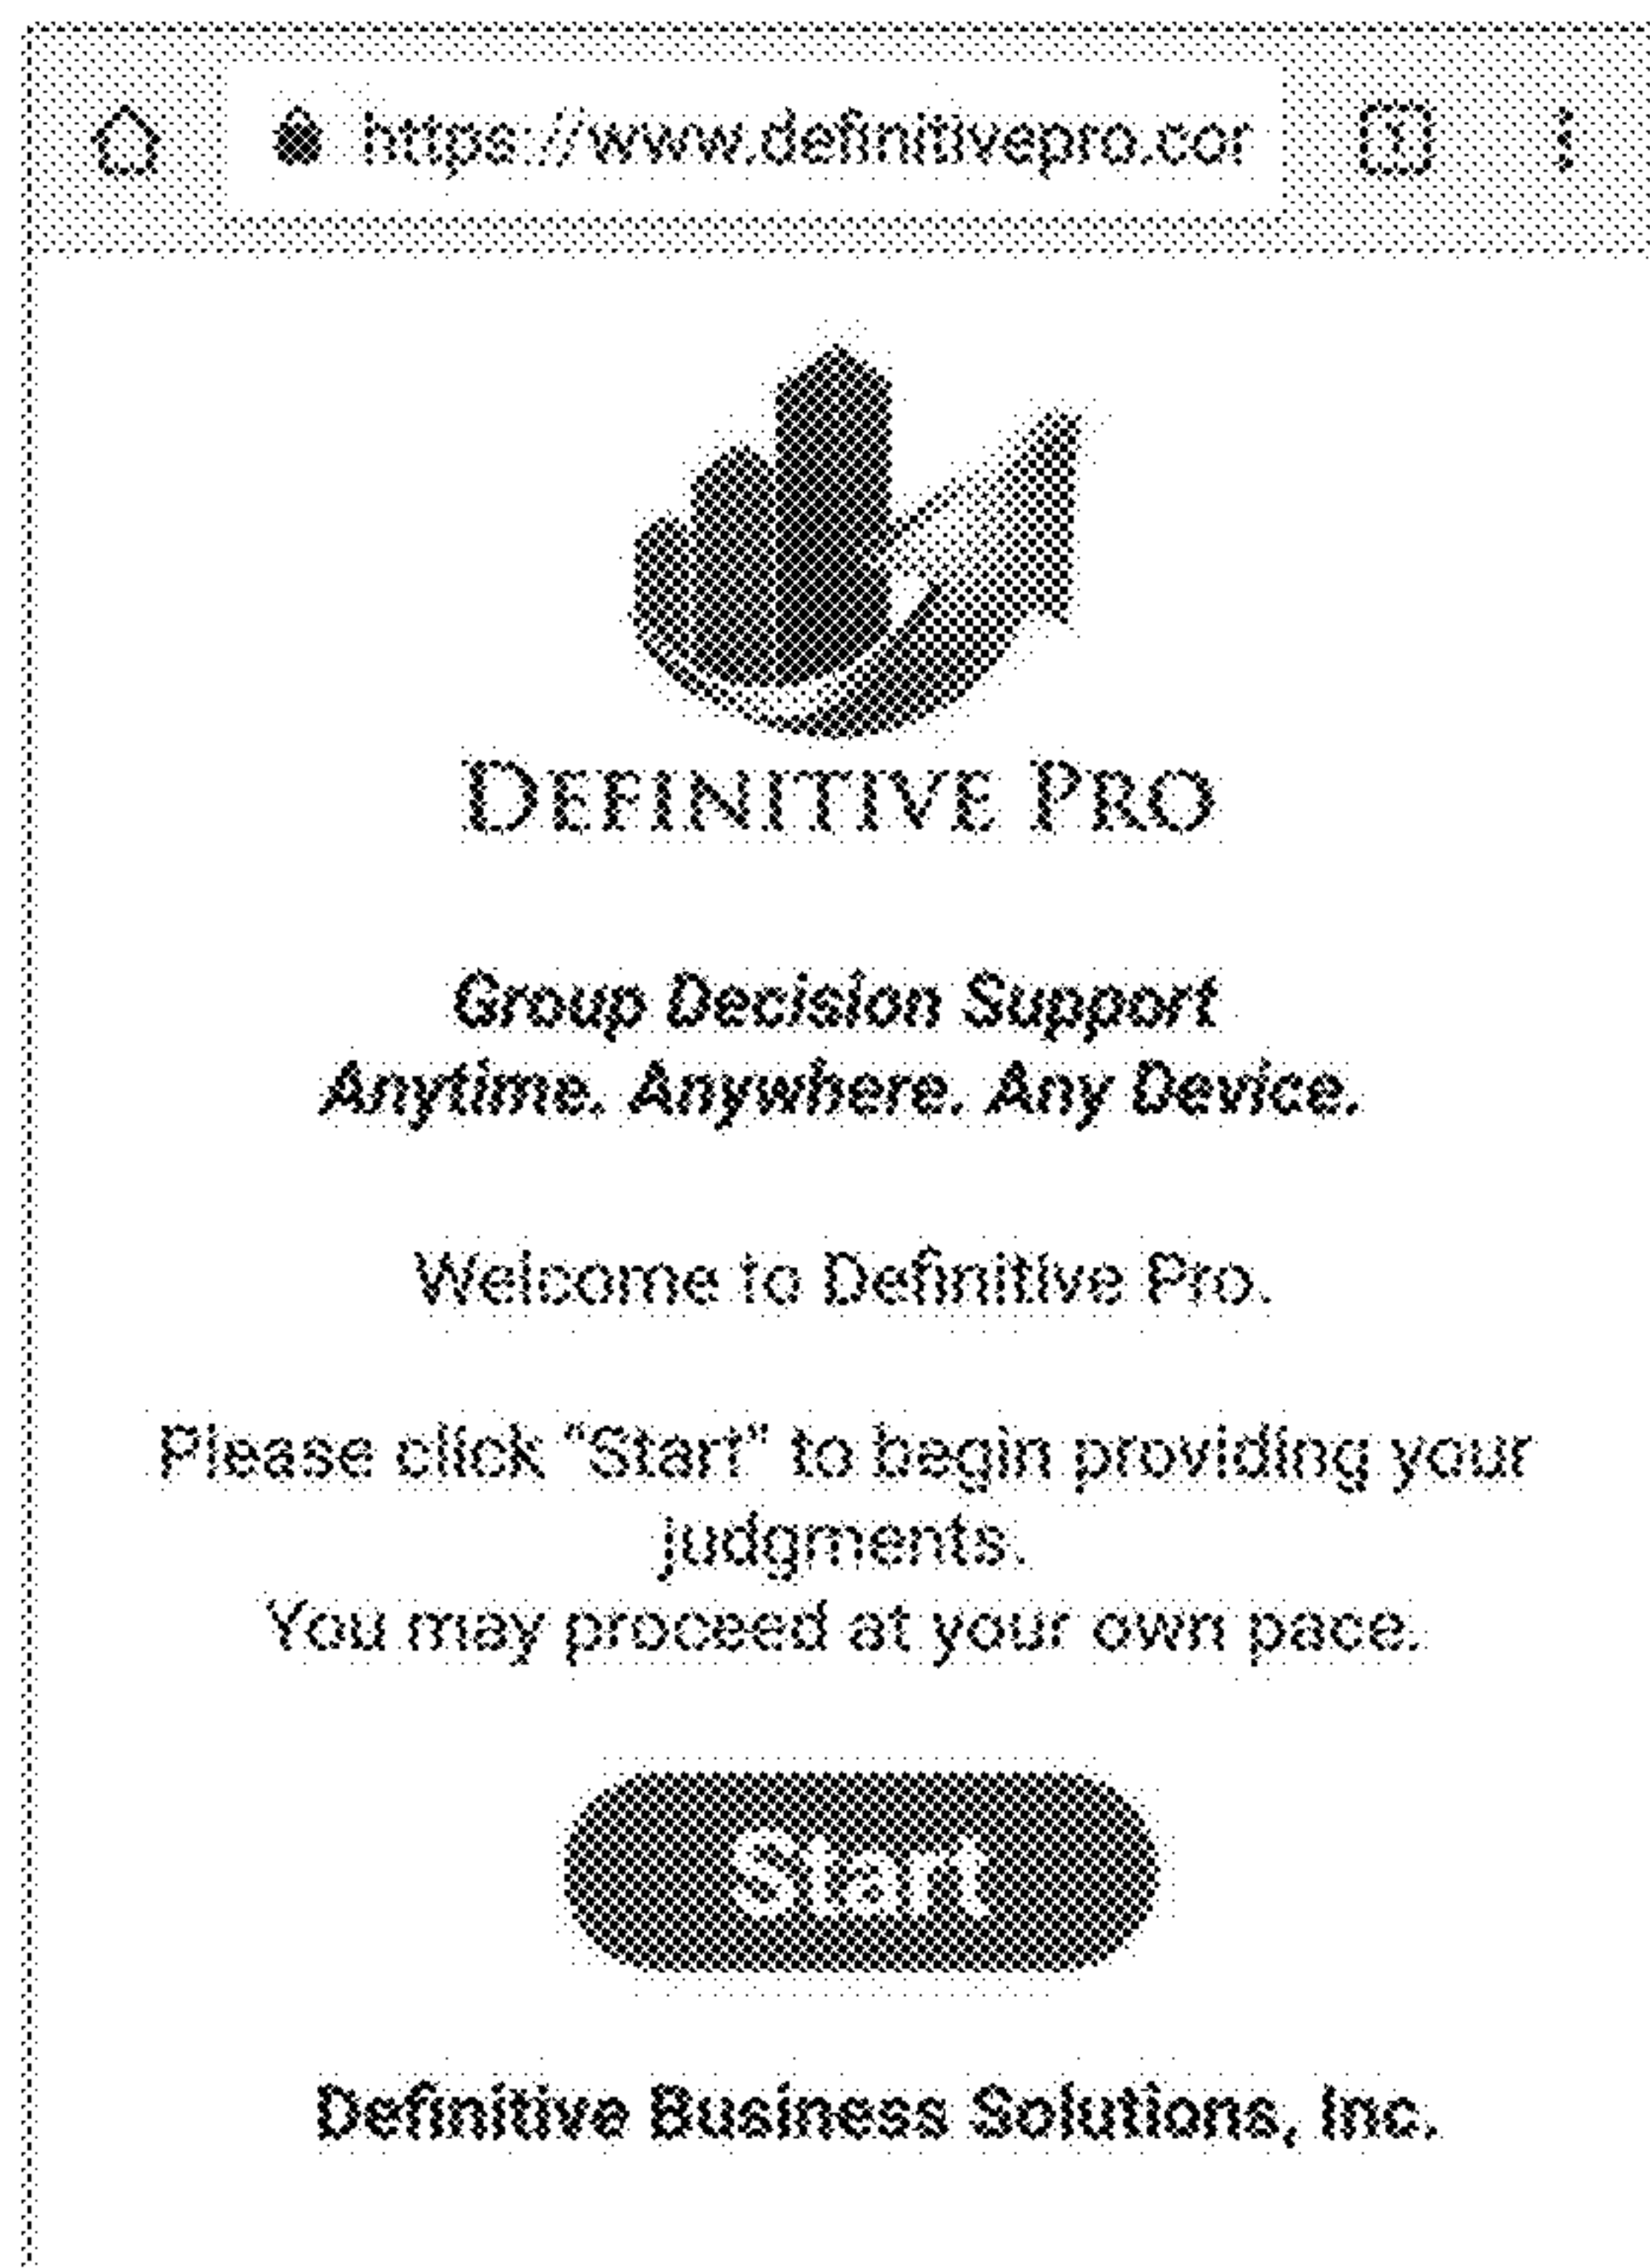 https://www.definitivepro.cor
DEFINITIVE PRO
Group Decision Support
Anytime. Anywhere. Any Device.
Welcome to Definitive Pro.
Please click “Start” to begin providing your
judgments.
You may proceed at your own pace.
Start
Definitive Business Solutions, Inc.